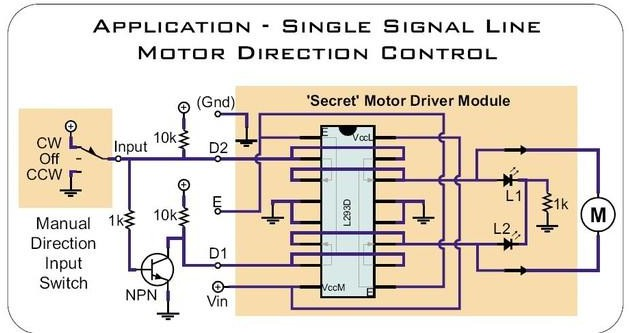 APPLICATION - SINGLE SIGNAL LINE
MOTOR DIRECTION CONTROL
(Gnd)
'Secret' Motor Driver Module
CW
Off
CCW
Input
10k
D2
E
VccL
L293D
L1
1k
M
Manual
Direction
Input
Switch
1k
10k
E
L2
D1
NPN
Vin
VccM
E